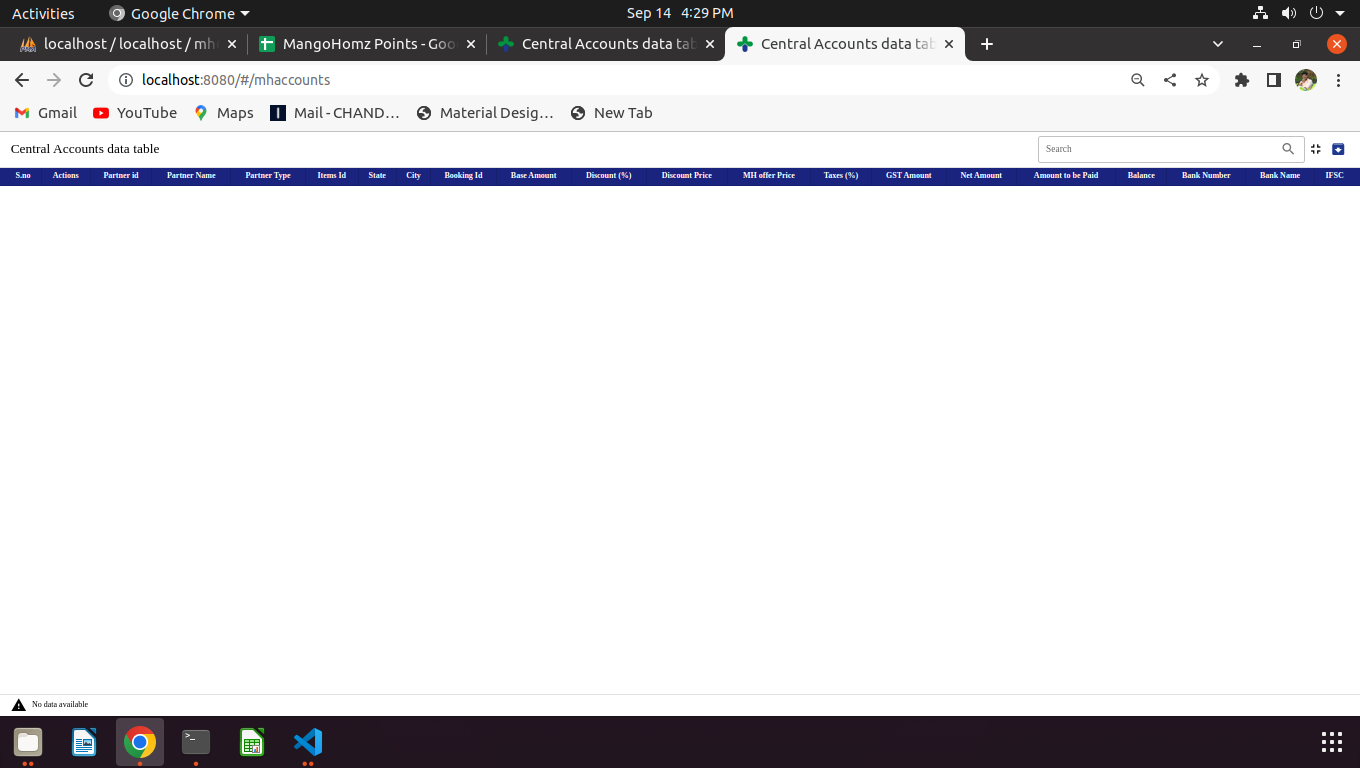 Activities Google Chrome Sep 14 4:29 PM
localhost / localhost / mh MangoHomz Points - Goo Central Accounts data tab Central Accounts data tab
localhost:8080/#/mhaccounts
Gmail YouTube Maps Mail - CHAND... Material Desig... New Tab
Central Accounts data table Search
S.no Actions Partner id Partner Name Partner Type Items Id State City Booking Id Base Amount Discount (%) Discount Price MH offer Price Taxes (%) GST Amount Net Amount Amount to be Paid Balance Bank Number Bank Name IFSC
No data available